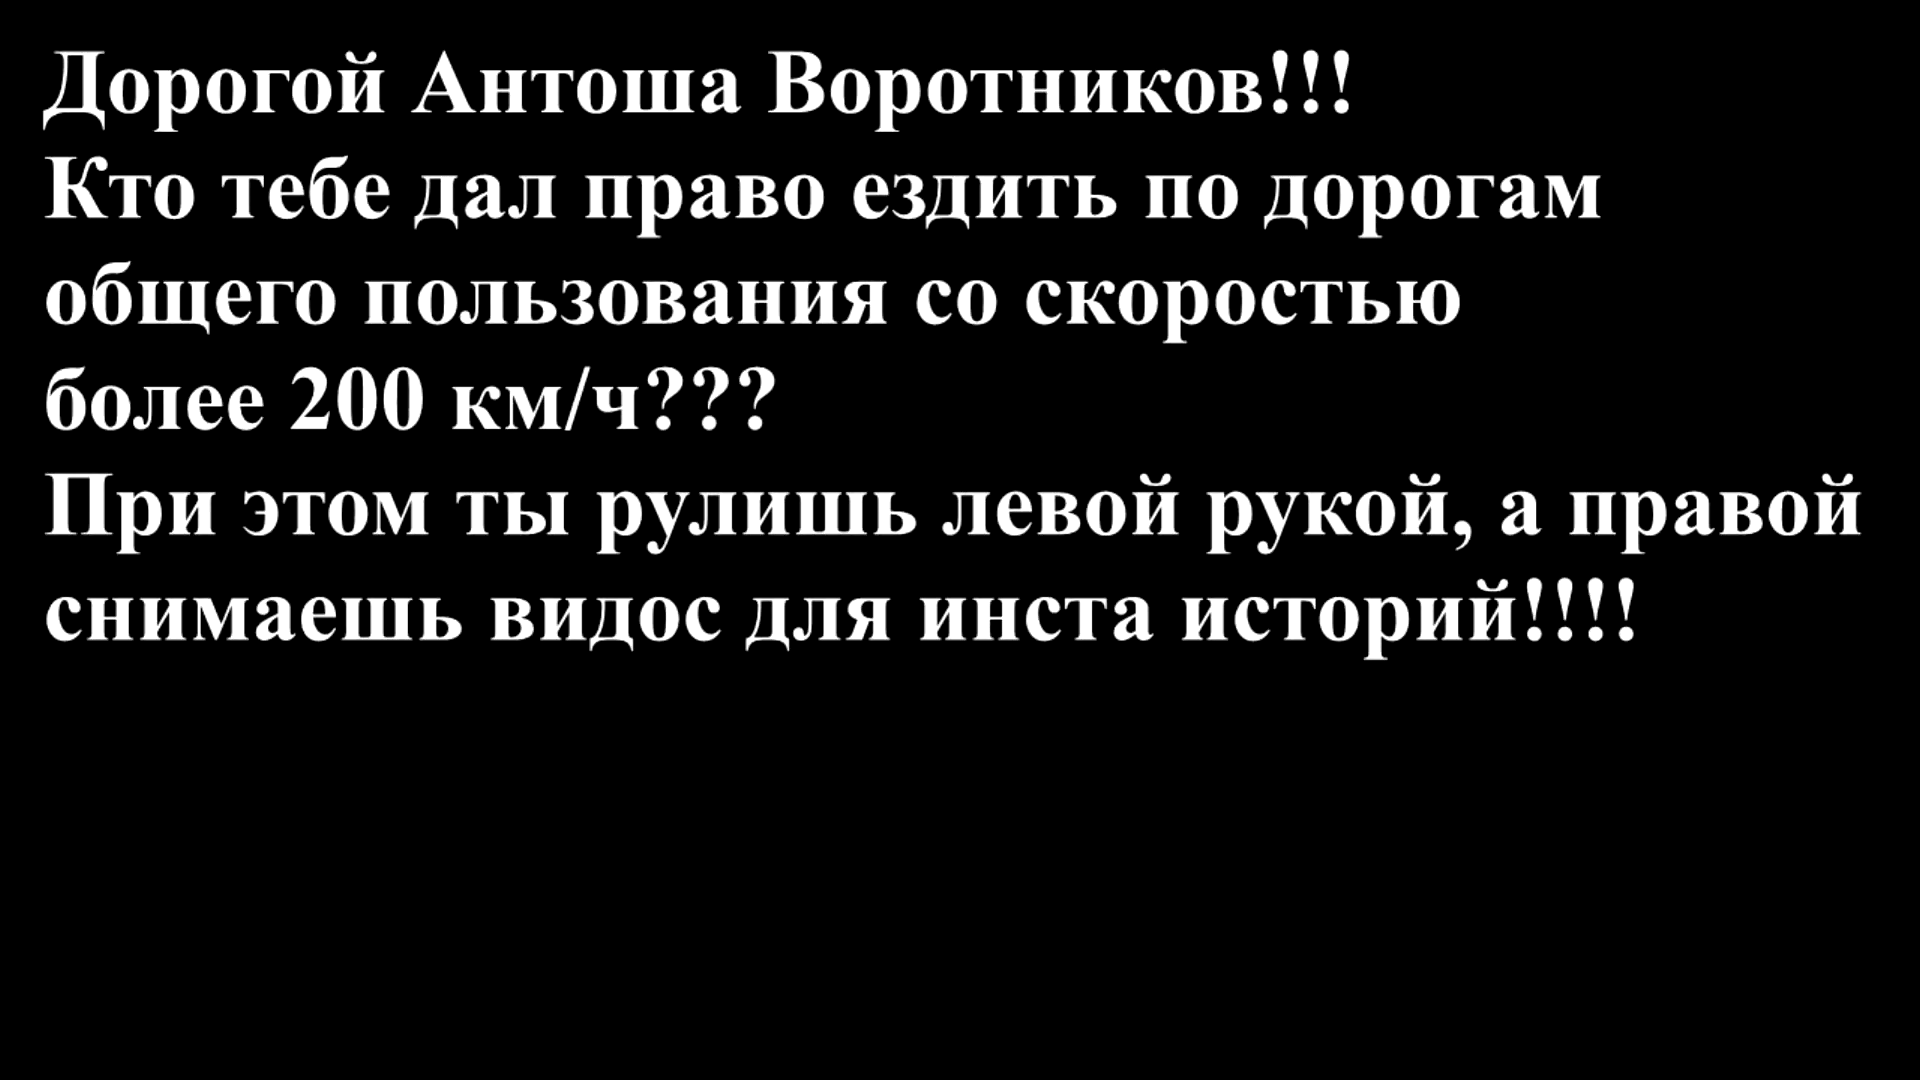 Дорогой Антоша Воротников!!!
Кто тебе дал право ездить по дорогам
общего пользования со скоростью
более 200 км/ч???
При этом ты рулишь левой рукой, а правой
снимаешь видос для инста историй!!!!